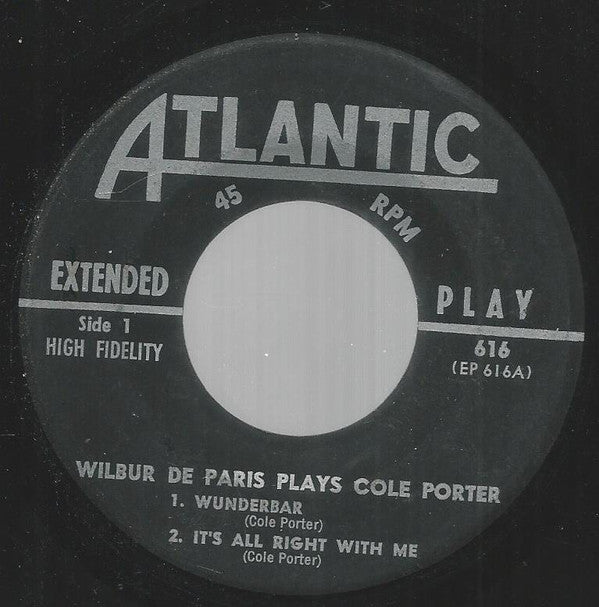 ATLANTIC
45 RPM
EXTENDED PLAY
Side 1 616
HIGH FIDELITY (EP 616A)
WILBUR DE PARIS PLAYS COLE PORTER
1. WUNDERBAR
(Cole Porter)
2. IT'S ALL RIGHT WITH ME
(Cole Porter)